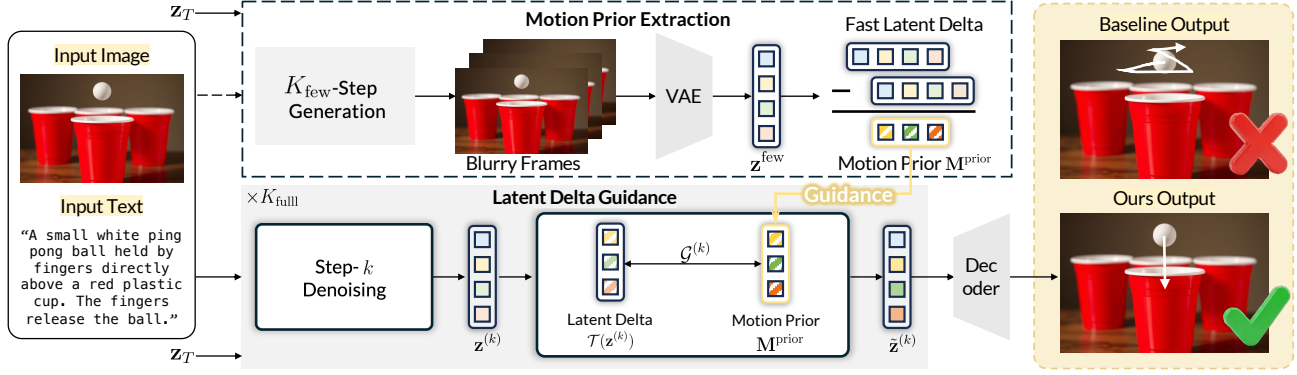 z_T
Motion Prior Extraction
Input Image
K_few-Step
Generation
Blurry Frames
VAE
z^few
Fast Latent Delta
−
Motion Prior M^prior
Guidance
Input Text
“A small white ping
pong ball held by
fingers directly
above a red plastic
cup. The fingers
release the ball.”
z_T
×K_fulll
Latent Delta Guidance
Step- k
Denoising
z^(k)
Latent Delta
𝒯(z^(k))
𝒢^(k)
Motion Prior
M^prior
z̃^(k)
Dec
oder
Baseline Output
Ours Output